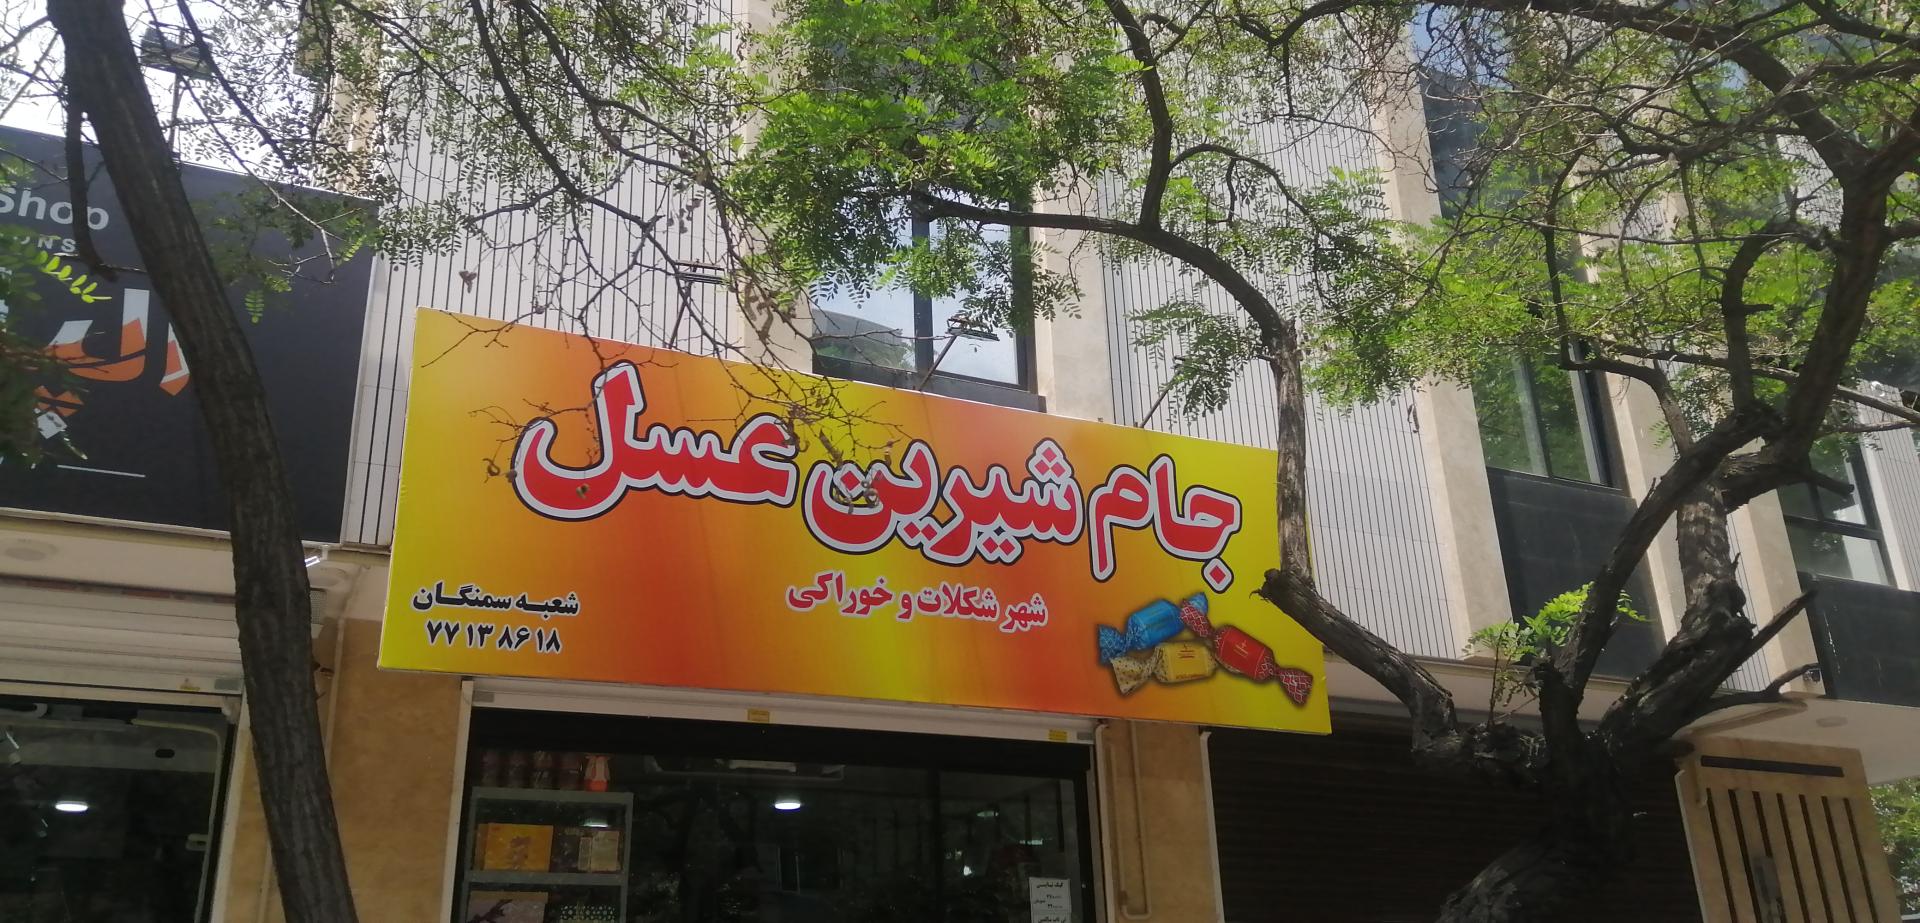 جام شیرین عسل
شهر شکلات و خوراکی
شعبه سمنگان
۷۷۱۳۸۶۱۸
Shop